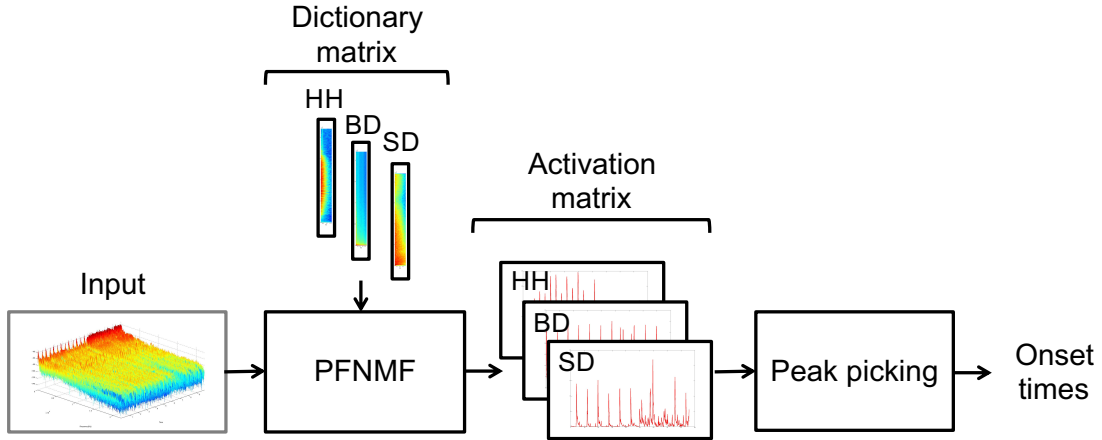 Dictionary
matrix
HH
BD
SD
Activation
matrix
Input
HH
BD
SD
PFNMF
Peak picking
Onset
times